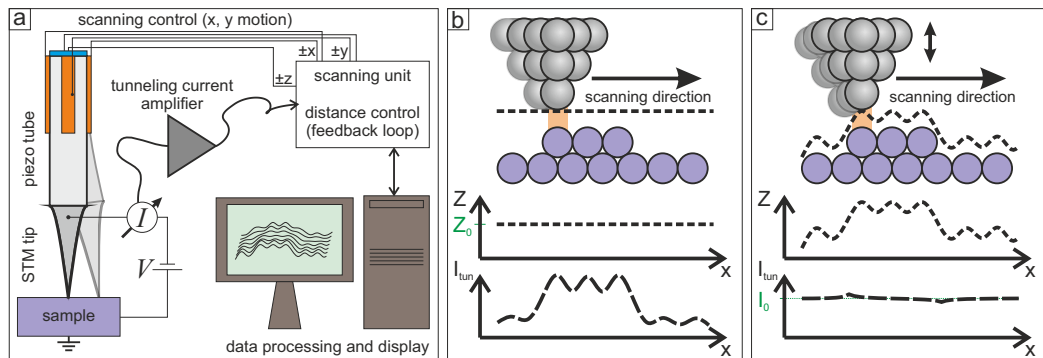 a
scanning control (x, y motion)
±x
±y
±z
tunneling current
amplifier
scanning unit
distance control
(feedback loop)
piezo tube
STM tip
I
V
sample
data processing and display
b
scanning direction
Z
Z₀
x
Iₜᵤₙ
x
c
scanning direction
Z
x
Iₜᵤₙ
I₀
x